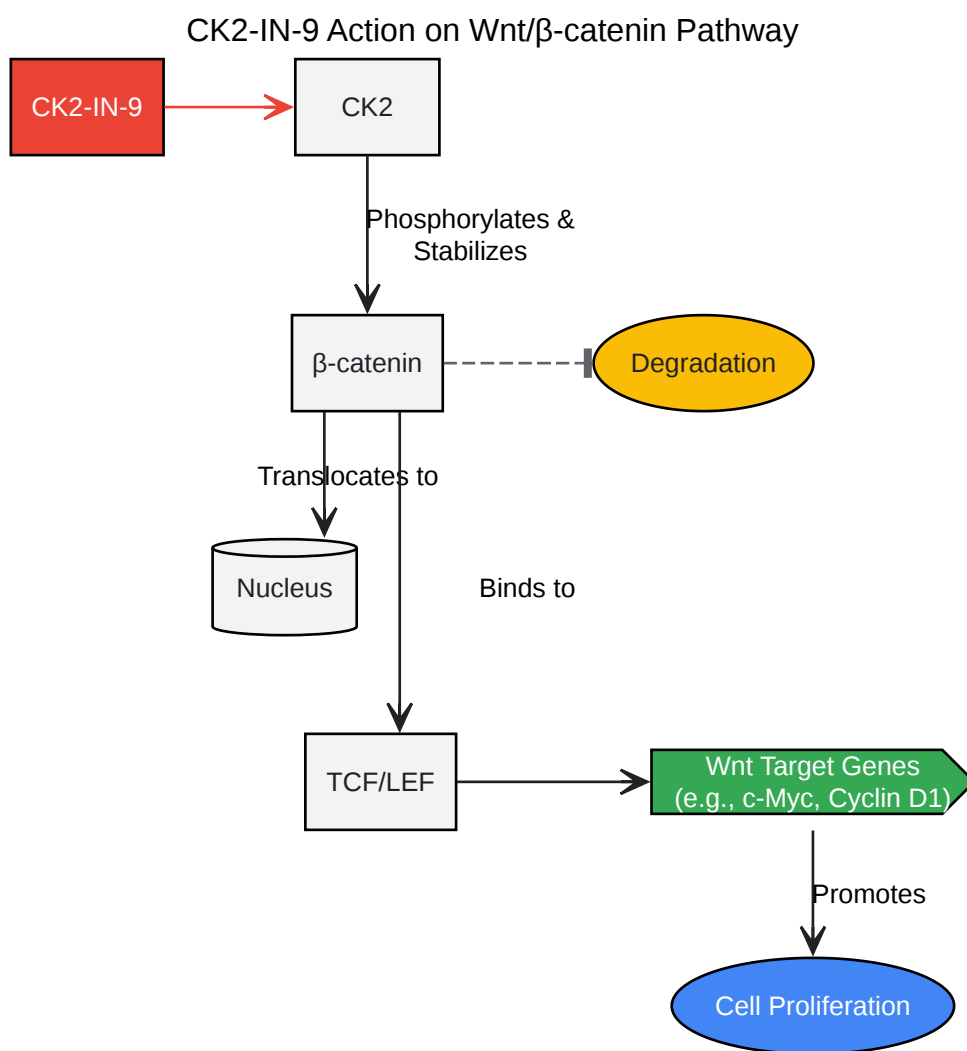 CK2-IN-9 Action on Wnt/β-catenin Pathway
CK2-IN-9
CK2
Phosphorylates &
Stabilizes
β-catenin
Degradation
Translocates to
Nucleus
Binds to
TCF/LEF
Wnt Target Genes
(e.g., c-Myc, Cyclin D1)
Promotes
Cell Proliferation